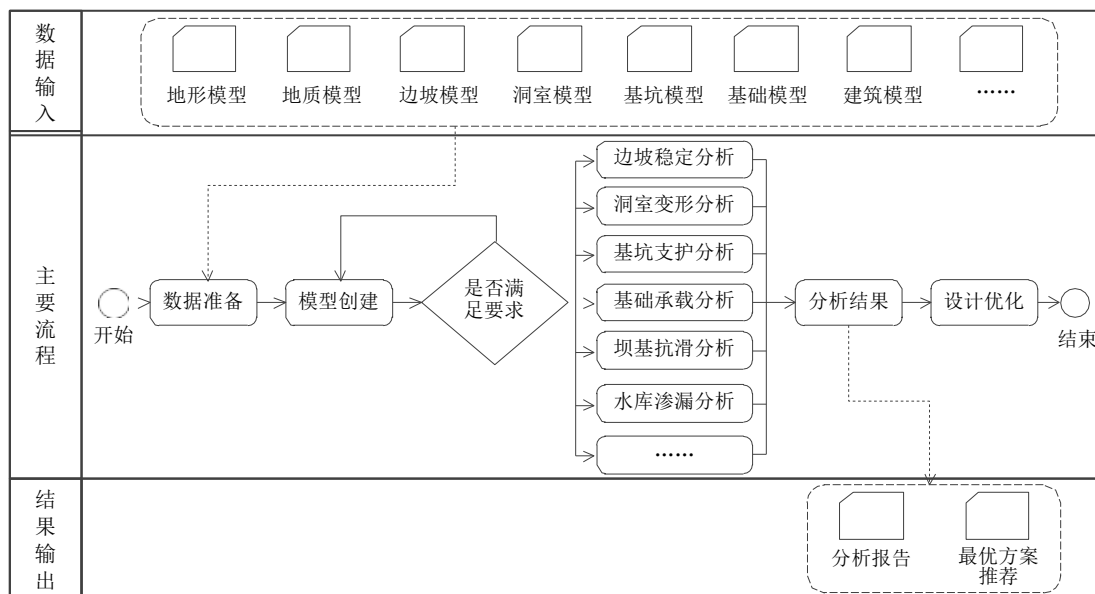 数据输入
地形模型
地质模型
边坡模型
洞室模型
基坑模型
基础模型
建筑模型
……
主要流程
开始
数据准备
模型创建
是否满
足要求
边坡稳定分析
洞室变形分析
基坑支护分析
基础承载分析
坝基抗滑分析
水库渗漏分析
……
分析结果
设计优化
结束
结果输出
分析报告
最优方案
推荐